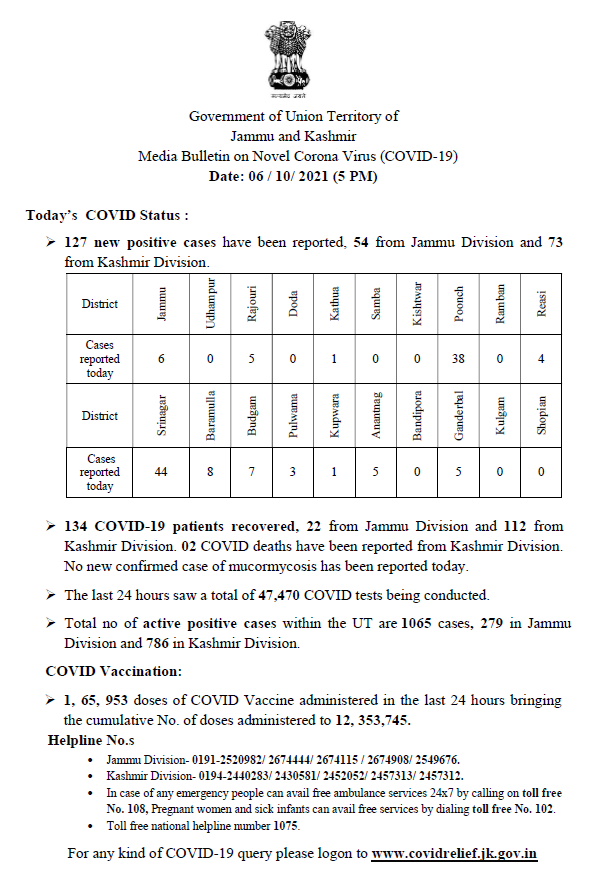 सत्यमेव जयते
Government of Union Territory of
Jammu and Kashmir
Media Bulletin on Novel Corona Virus (COVID-19)
Date: 06 / 10/ 2021 (5 PM)
Today's COVID Status :
➢ 127 new positive cases have been reported, 54 from Jammu Division and 73
from Kashmir Division.
District Jammu Udhampur Rajouri Doda Kathua Samba Kishtwar Poonch Ramban Reasi
Cases
reported
today 6 0 5 0 1 0 0 38 0 4
District Srinagar Baramulla Budgam Pulwama Kupwara Anantnag Bandipora Ganderbal Kulgam Shopian
Cases
reported
today 44 8 7 3 1 5 0 5 0 0
➢ 134 COVID-19 patients recovered, 22 from Jammu Division and 112 from
Kashmir Division. 02 COVID deaths have been reported from Kashmir Division.
No new confirmed case of mucormycosis has been reported today.
➢ The last 24 hours saw a total of 47,470 COVID tests being conducted.
➢ Total no of active positive cases within the UT are 1065 cases, 279 in Jammu
Division and 786 in Kashmir Division.
COVID Vaccination:
➢ 1, 65, 953 doses of COVID Vaccine administered in the last 24 hours bringing
the cumulative No. of doses administered to 12, 353,745.
Helpline No.s
• Jammu Division- 0191-2520982/ 2674444/ 2674115 / 2674908/ 2549676.
• Kashmir Division- 0194-2440283/ 2430581/ 2452052/ 2457313/ 2457312.
• In case of any emergency people can avail free ambulance services 24x7 by calling on toll free
No. 108, Pregnant women and sick infants can avail free services by dialing toll free No. 102.
• Toll free national helpline number 1075.
For any kind of COVID-19 query please logon to www.covidrelief.jk.gov.in